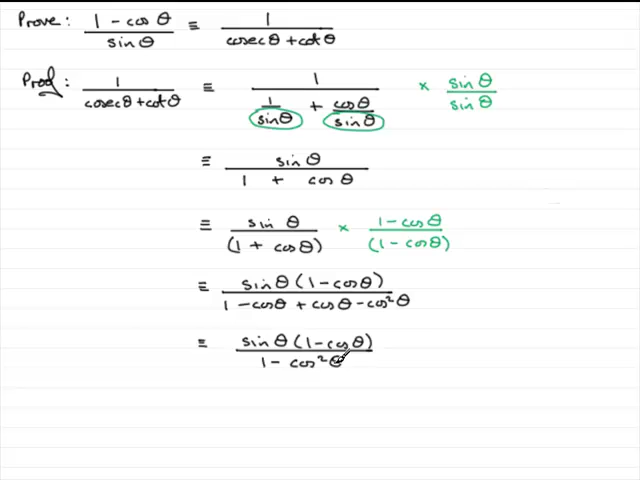 Prove: (1 - cos θ)/(sin θ) ≡ 1/(cosec θ + cot θ)
Proof: 1/(cosec θ + cot θ) ≡ 1/(1/(sin θ) + (cos θ)/(sin θ)) × (sin θ)/(sin θ)
≡ (sin θ)/(1 + cos θ)
≡ (sin θ)/((1 + cos θ)) × (1 - cos θ)/((1 - cos θ))
≡ (sin θ (1 - cos θ))/(1 - cos θ + cos θ - cos² θ)
≡ (sin θ (1 - cos θ))/(1 - cos² θ)